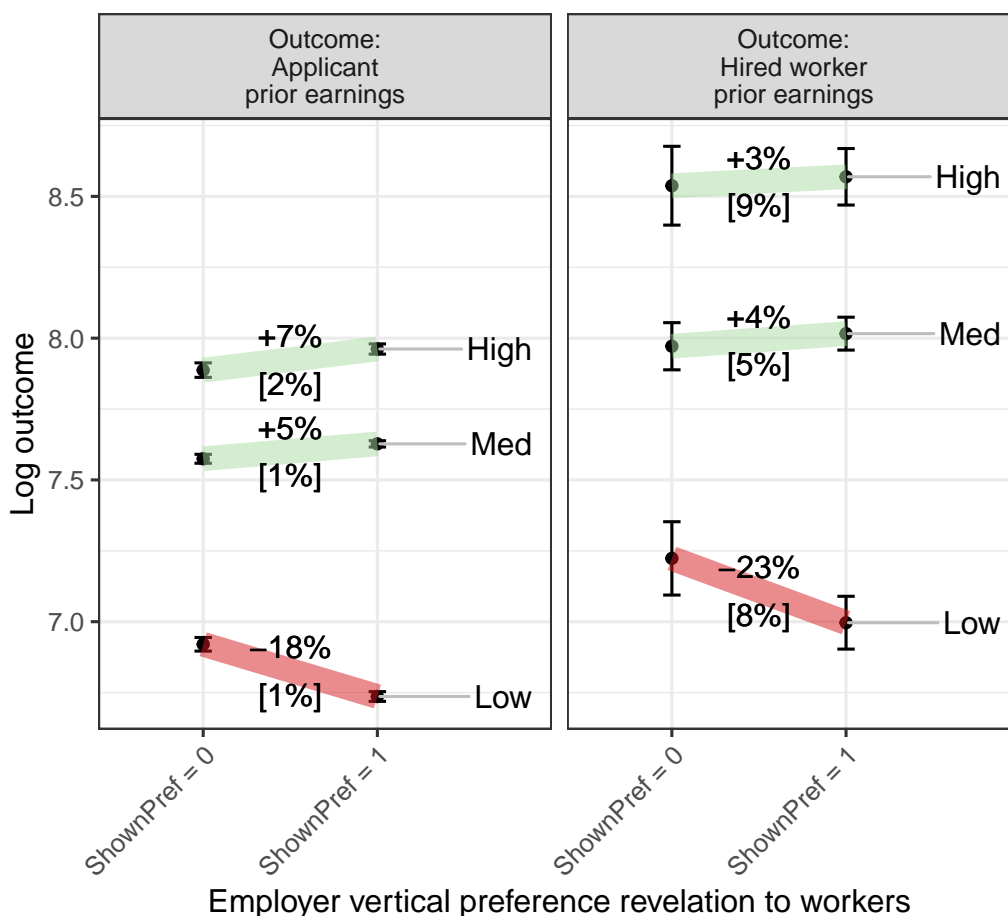 Outcome:
Applicant
prior earnings
Outcome:
Hired worker
prior earnings
Log outcome
8.5
8.0
7.5
7.0
+7%
[2%]
High
+5%
[1%]
Med
−18%
[1%]
Low
+3%
[9%]
High
+4%
[5%]
Med
−23%
[8%]
Low
ShownPref = 0
ShownPref = 1
ShownPref = 0
ShownPref = 1
Employer vertical preference revelation to workers